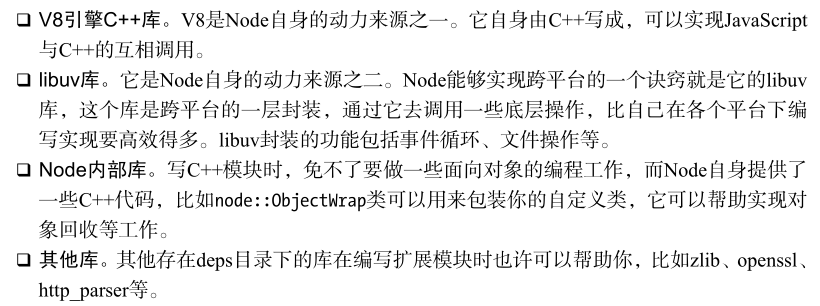 ❑ V8引擎C++库。V8是Node自身的动力来源之一。它自身由C++写成，可以实现JavaScript
与C++的互相调用。
❑ libuv库。它是Node自身的动力来源之二。Node能够实现跨平台的一个诀窍就是它的libuv
库，这个库是跨平台的一层封装，通过它去调用一些底层操作，比自己在各个平台下编
写实现要高效得多。libuv封装的功能包括事件循环、文件操作等。
❑ Node内部库。写C++模块时，免不了要做一些面向对象的编程工作，而Node自身提供了
一些C++代码，比如node::ObjectWrap类可以用来包装你的自定义类，它可以帮助实现对
象回收等工作。
❑ 其他库。其他存在deps目录下的库在编写扩展模块时也许可以帮助你，比如zlib、openssl、
http_parser等。